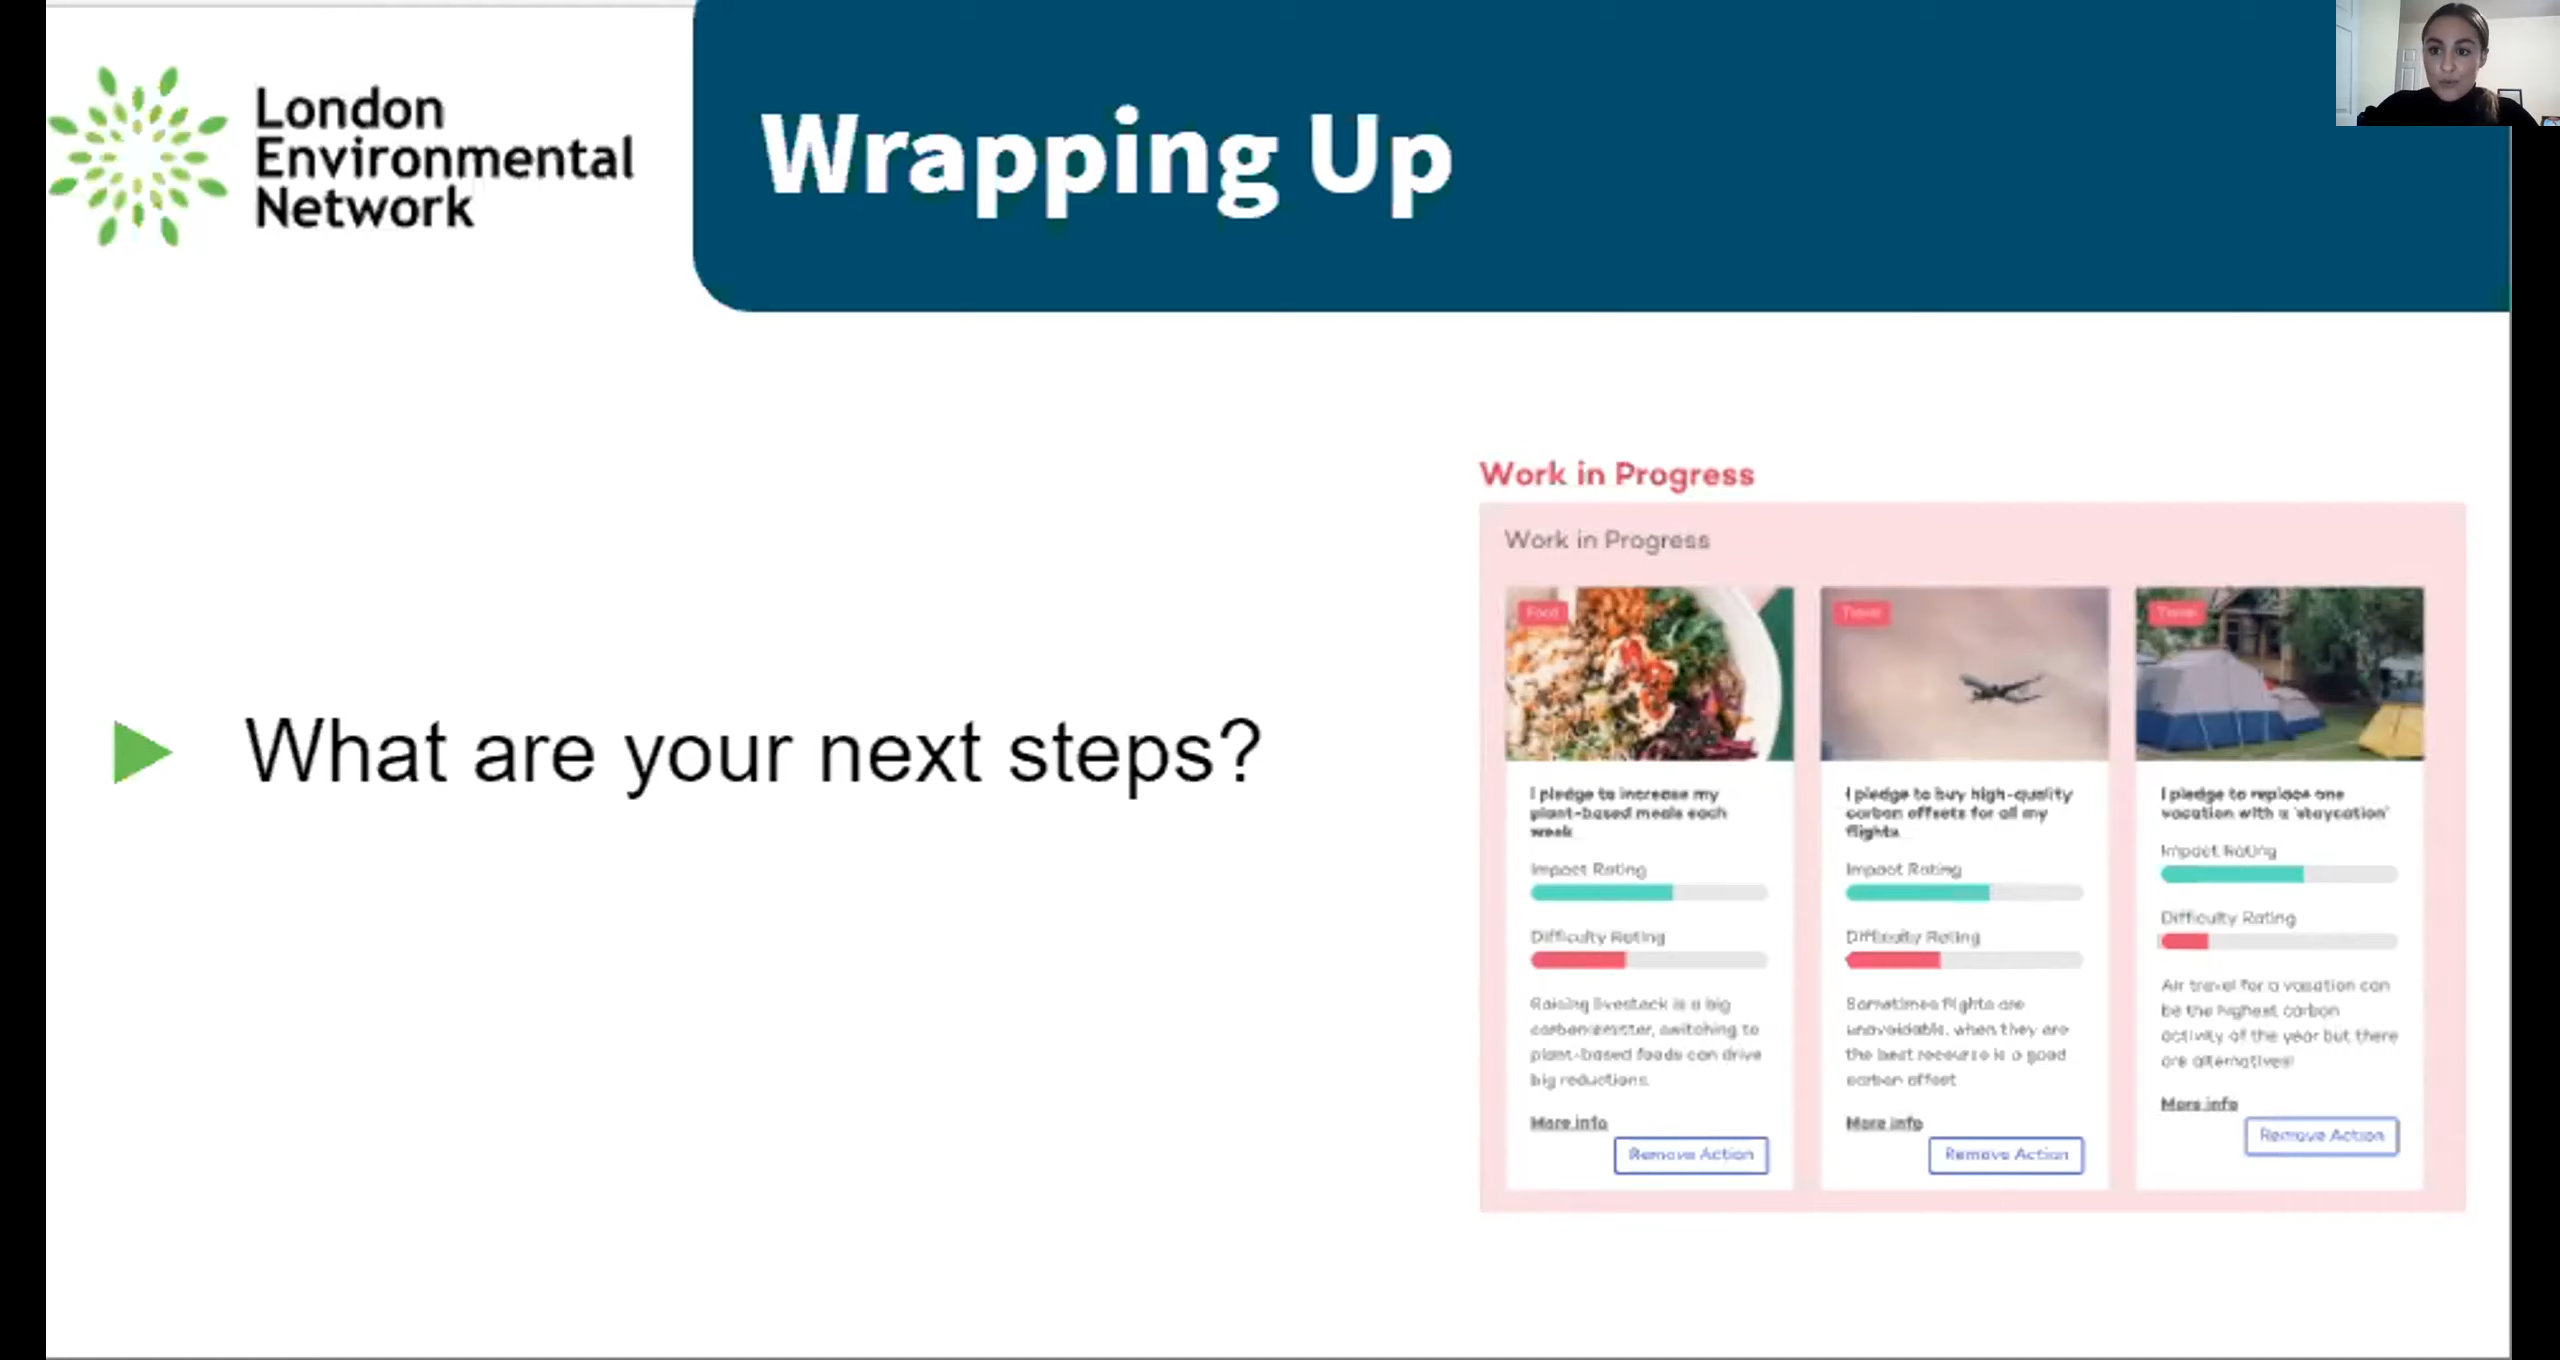 London
Environmental
Network
Wrapping Up
What are your next steps?
Work in Progress
Work in Progress
Food
Travel
Travel
I pledge to increase my
plant-based meals each
week
Impact Rating
Difficulty Rating
Raising livestock is a big
carbon emitter, switching to
plant-based foods can drive
big reductions.
More info
Remove Action
I pledge to buy high-quality
carbon offsets for all my
flights
Impact Rating
Difficulty Rating
Sometimes flights are
unavoidable, when they are
the best recourse is a good
carbon offset
More info
Remove Action
I pledge to replace one
vacation with a 'staycation'
Impact Rating
Difficulty Rating
Air travel for a vacation can
be the highest carbon
activity of the year but there
are alternatives!
More info
Remove Action